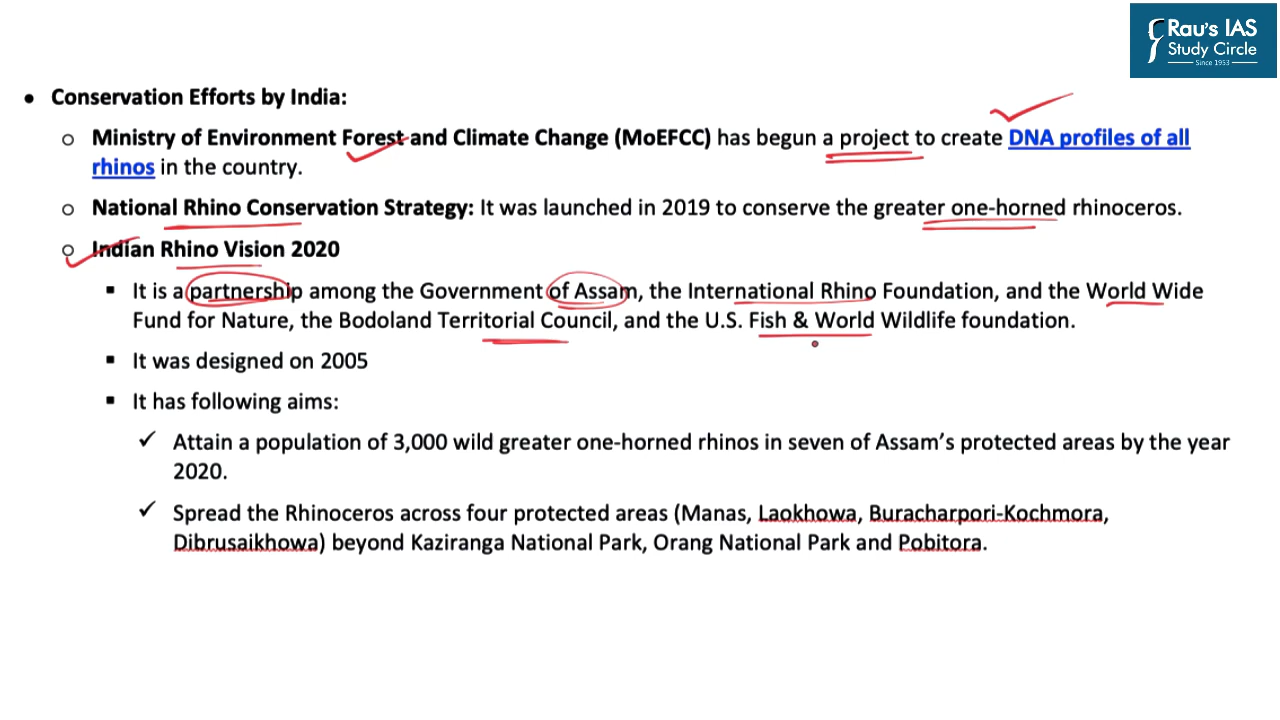 Rau's IAS
Study Circle
Since 1953
• Conservation Efforts by India:
o Ministry of Environment Forest and Climate Change (MoEFCC) has begun a project to create DNA profiles of all
rhinos in the country.
o National Rhino Conservation Strategy: It was launched in 2019 to conserve the greater one-horned rhinoceros.
o Indian Rhino Vision 2020
▪ It is a partnership among the Government of Assam, the International Rhino Foundation, and the World Wide
Fund for Nature, the Bodoland Territorial Council, and the U.S. Fish & World Wildlife foundation.
▪ It was designed on 2005
▪ It has following aims:
✓ Attain a population of 3,000 wild greater one-horned rhinos in seven of Assam's protected areas by the year
2020.
✓ Spread the Rhinoceros across four protected areas (Manas, Laokhowa, Buracharpori-Kochmora,
Dibrusaikhowa) beyond Kaziranga National Park, Orang National Park and Pobitora.